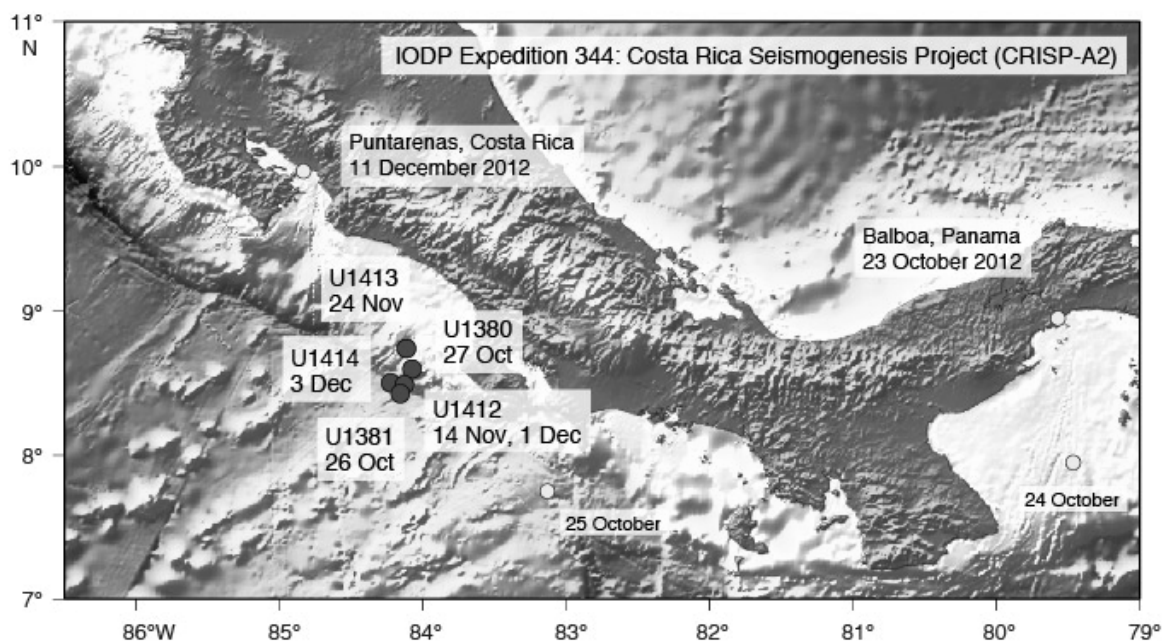 11°
N
IODP Expedition 344: Costa Rica Seismogenesis Project (CRISP-A2)
Puntarenas, Costa Rica
11 December 2012
10°
Balboa, Panama
23 October 2012
U1413
24 Nov
9°
U1380
27 Oct
U1414
3 Dec
U1412
14 Nov, 1 Dec
U1381
26 Oct
8°
24 October
25 October
7°
86°W
85°
84°
83°
82°
81°
80°
79°